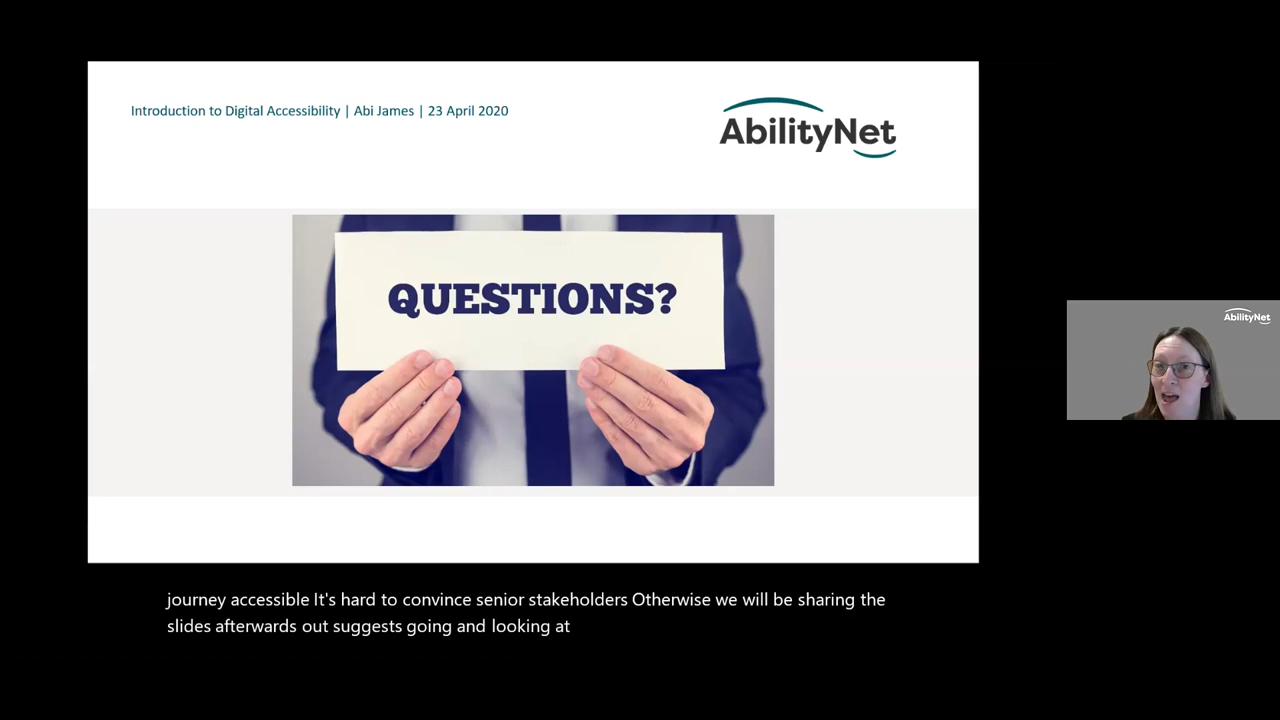 Introduction to Digital Accessibility | Abi James | 23 April 2020
AbilityNet
QUESTIONS?
AbilityNet
journey accessible It's hard to convince senior stakeholders Otherwise we will be sharing the
slides afterwards out suggests going and looking at